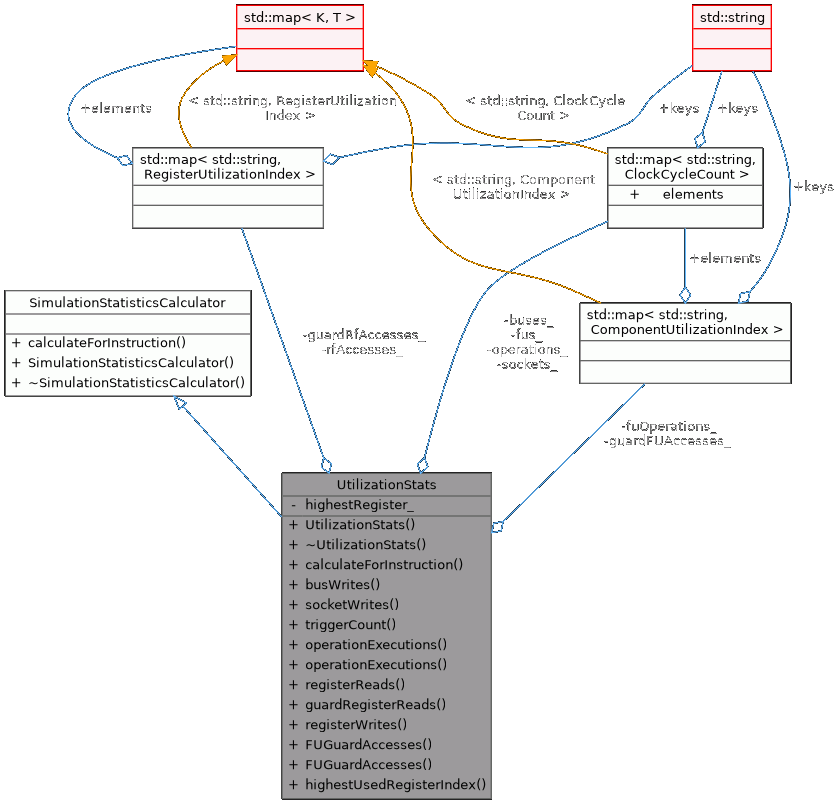 std::map< K, T >
std::string
+elements
< std::string, RegisterUtilization
Index >
< std::string, ClockCycle
Count >
+keys
+keys
std::map< std::string,
RegisterUtilizationIndex >
std::map< std::string,
ClockCycleCount >
+ elements
< std::string, Component
UtilizationIndex >
+keys
+elements
SimulationStatisticsCalculator
+ calculateForInstruction()
+ SimulationStatisticsCalculator()
+ ~SimulationStatisticsCalculator()
-guardRfAccesses_
-rfAccesses_
-buses_
-fus_
-operations_
-sockets_
std::map< std::string,
ComponentUtilizationIndex >
-fuOperations_
-guardFUAccesses_
UtilizationStats
- highestRegister_
+ UtilizationStats()
+ ~UtilizationStats()
+ calculateForInstruction()
+ busWrites()
+ socketWrites()
+ triggerCount()
+ operationExecutions()
+ operationExecutions()
+ registerReads()
+ guardRegisterReads()
+ registerWrites()
+ FUGuardAccesses()
+ FUGuardAccesses()
+ highestUsedRegisterIndex()